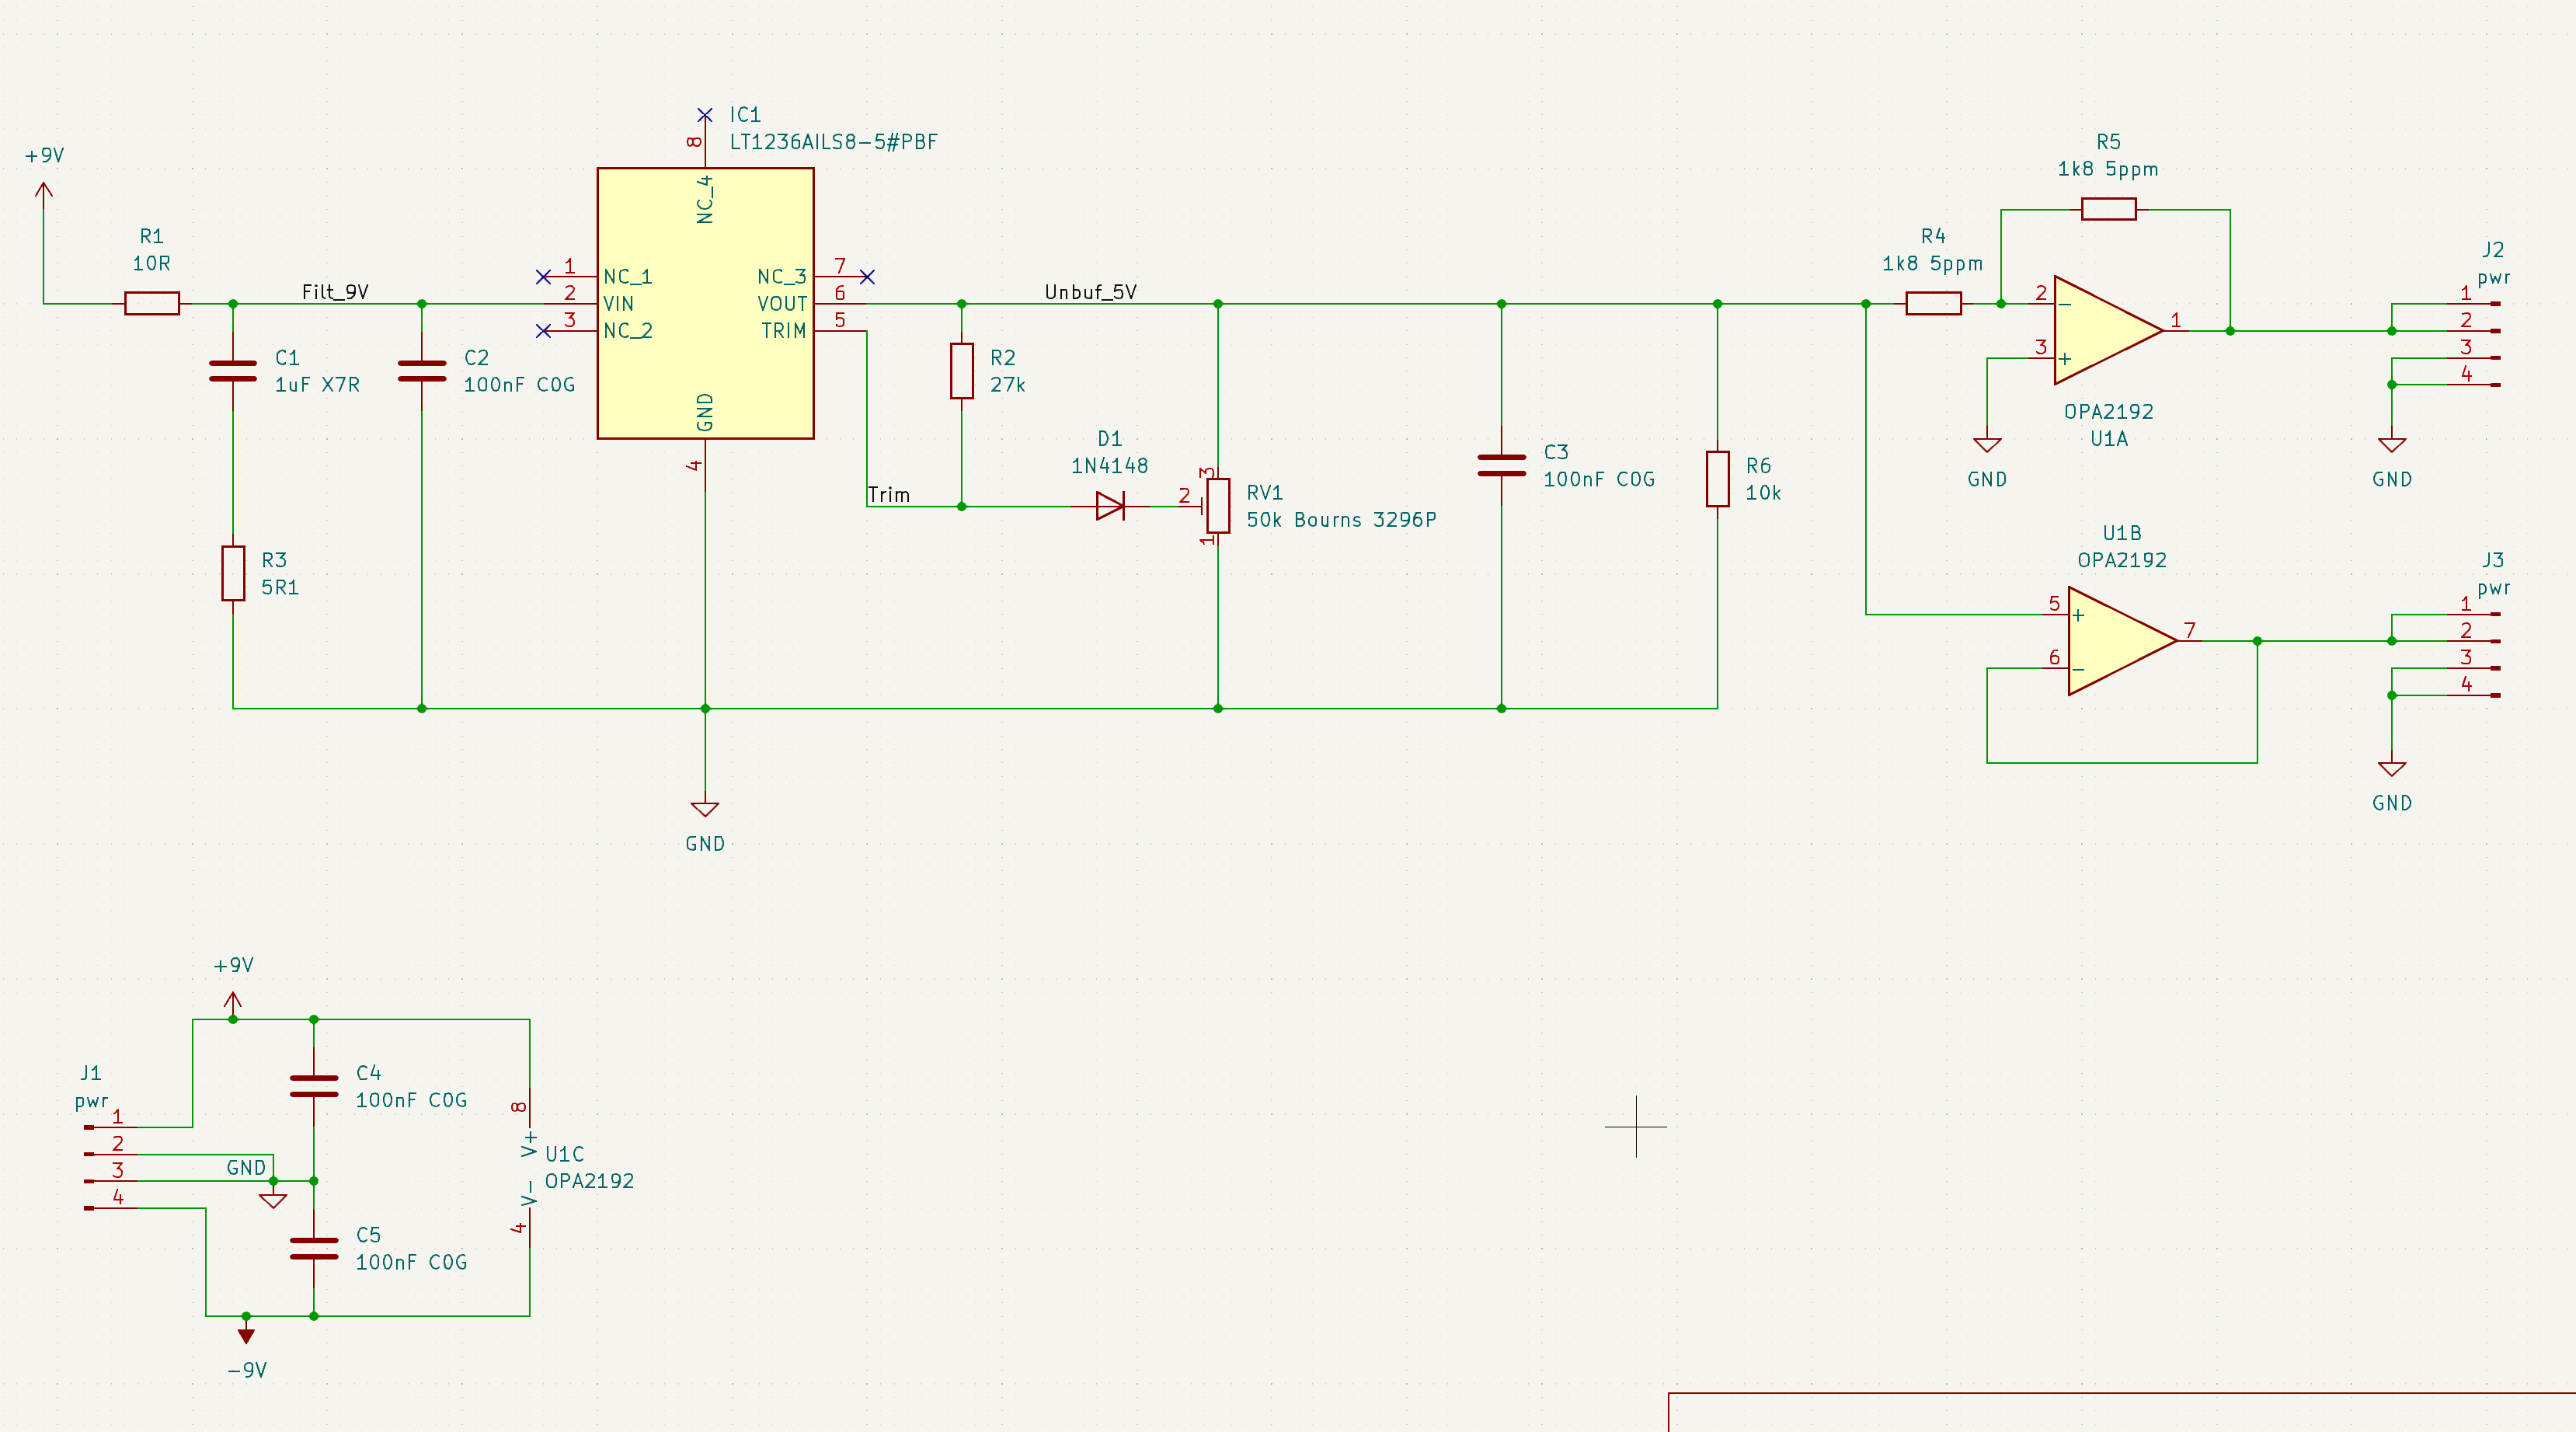 IC1
LT1236AILS8-5#PBF
8
NC_4
+9V
R1
10R
Filt_9V
1
NC_1
2
VIN
3
NC_2
7
NC_3
6
VOUT
5
TRIM
GND
4
C1
1uF X7R
C2
100nF C0G
R3
5R1
GND
Unbuf_5V
R2
27k
Trim
D1
1N4148
3
2
1
RV1
50k Bourns 3296P
C3
100nF C0G
R6
10k
R4
1k8 5ppm
R5
1k8 5ppm
2
-
3
+
1
OPA2192
U1A
GND
J2
pwr
1
2
3
4
GND
U1B
OPA2192
5
+
6
-
7
J3
pwr
1
2
3
4
GND
+9V
J1
pwr
1
2
3
4
GND
C4
100nF C0G
C5
100nF C0G
8
V+
V-
4
U1C
OPA2192
-9V